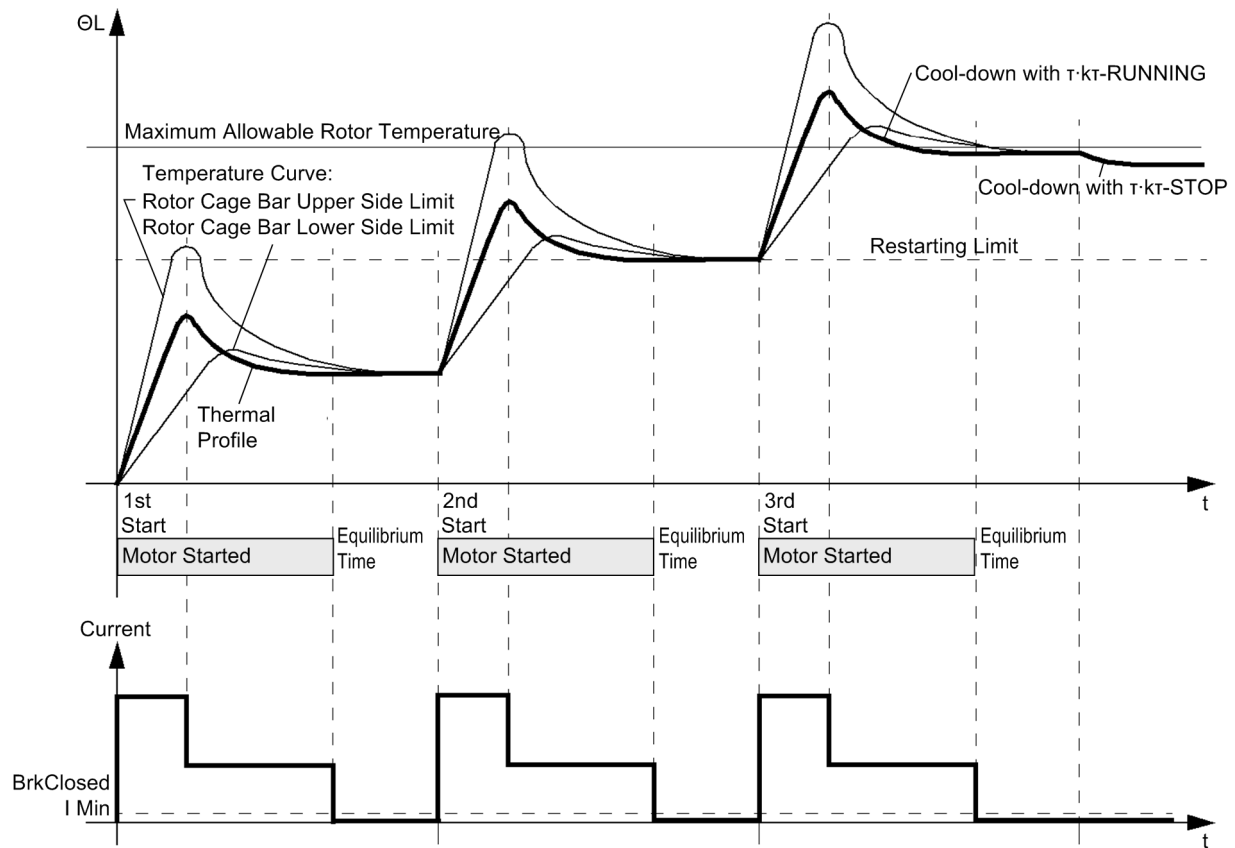 ΘL
Cool-down with τ·kτ-RUNNING
Maximum Allowable Rotor Temperature
Temperature Curve:
Rotor Cage Bar Upper Side Limit
Rotor Cage Bar Lower Side Limit
Cool-down with τ·kτ-STOP
Restarting Limit
Thermal
Profile
t
1st
Start
Motor Started
Equilibrium
Time
2nd
Start
Motor Started
Equilibrium
Time
3rd
Start
Motor Started
Equilibrium
Time
Current
BrkClosed
I Min
t